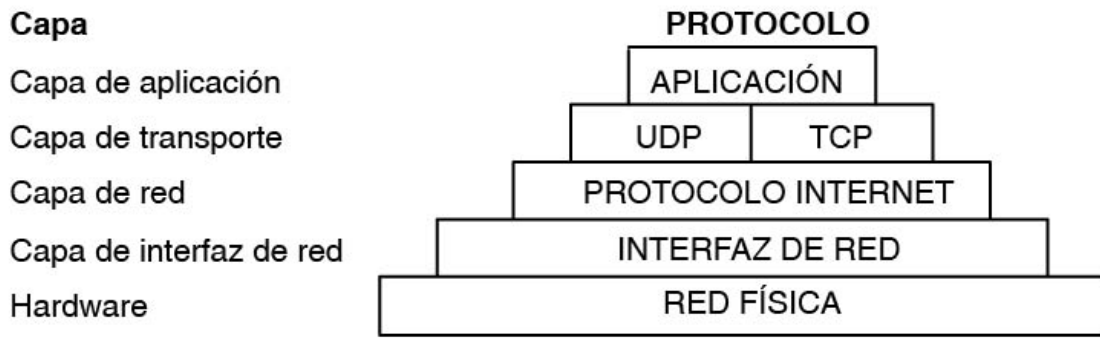 Capa PROTOCOLO
Capa de aplicación APLICACIÓN
Capa de transporte UDP TCP
Capa de red PROTOCOLO INTERNET
Capa de interfaz de red INTERFAZ DE RED
Hardware RED FÍSICA